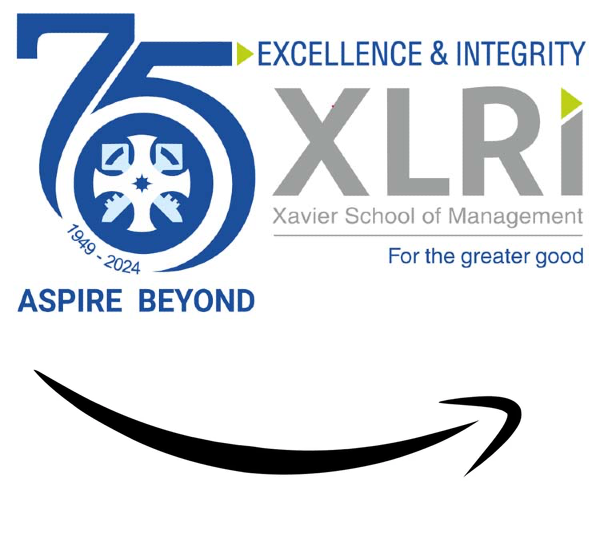 75
EXCELLENCE & INTEGRITY
XLRi
Xavier School of Management
For the greater good
1949 - 2024
ASPIRE BEYOND